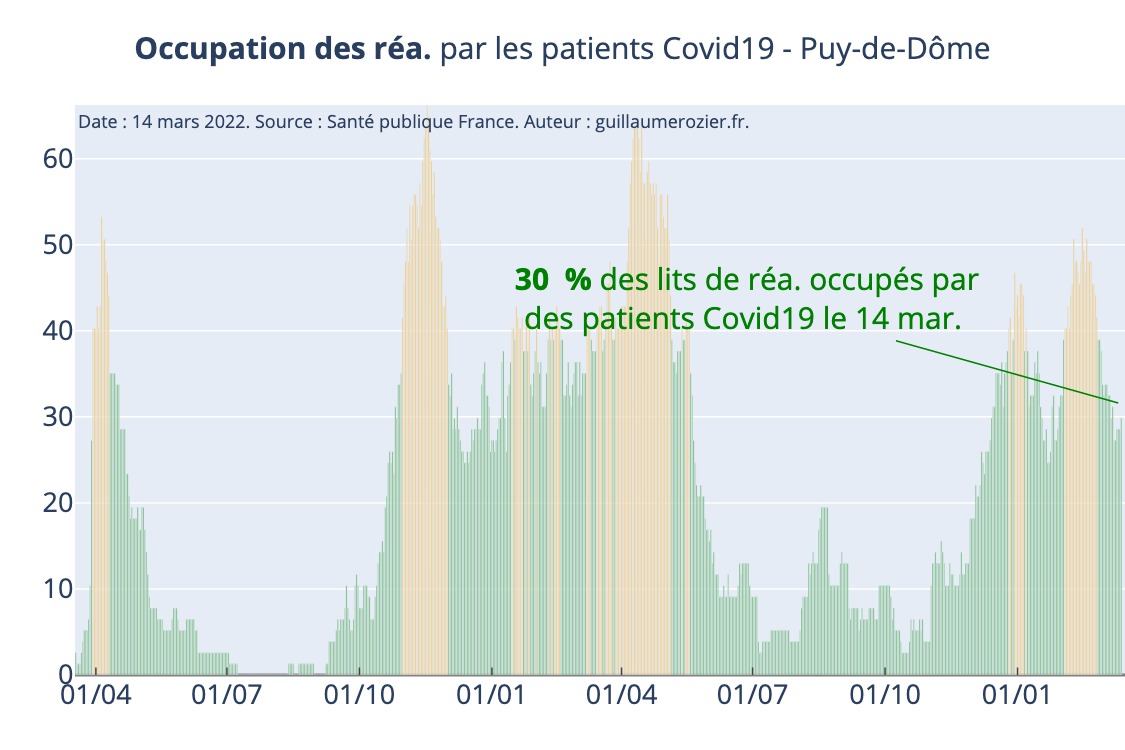 Occupation des réa. par les patients Covid19 - Puy-de-Dôme
Date : 14 mars 2022. Source : Santé publique France. Auteur : guillaumerozier.fr.
60
50
30  % des lits de réa. occupés par
des patients Covid19 le 14 mar.
40
30
20
10
0
01/04 01/07 01/10 01/01 01/04 01/07 01/10 01/01